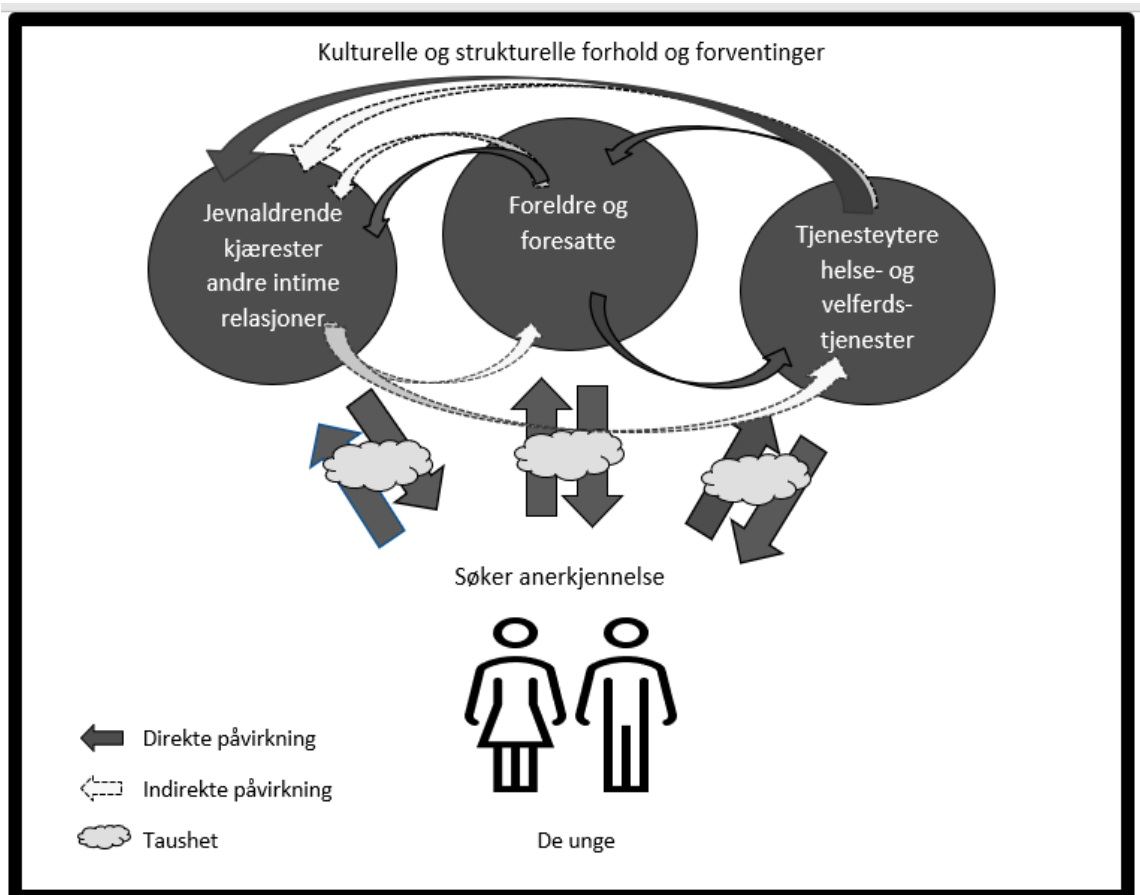 Kulturelle og strukturelle forhold og forventinger
Jevnaldrende
kjærester
andre intime
relasjoner
Foreldre og
foresatte
Tjenesteytere
helse- og
velferds-
tjenester
Søker anerkjennelse
Direkte påvirkning
Indirekte påvirkning
Taushet
De unge